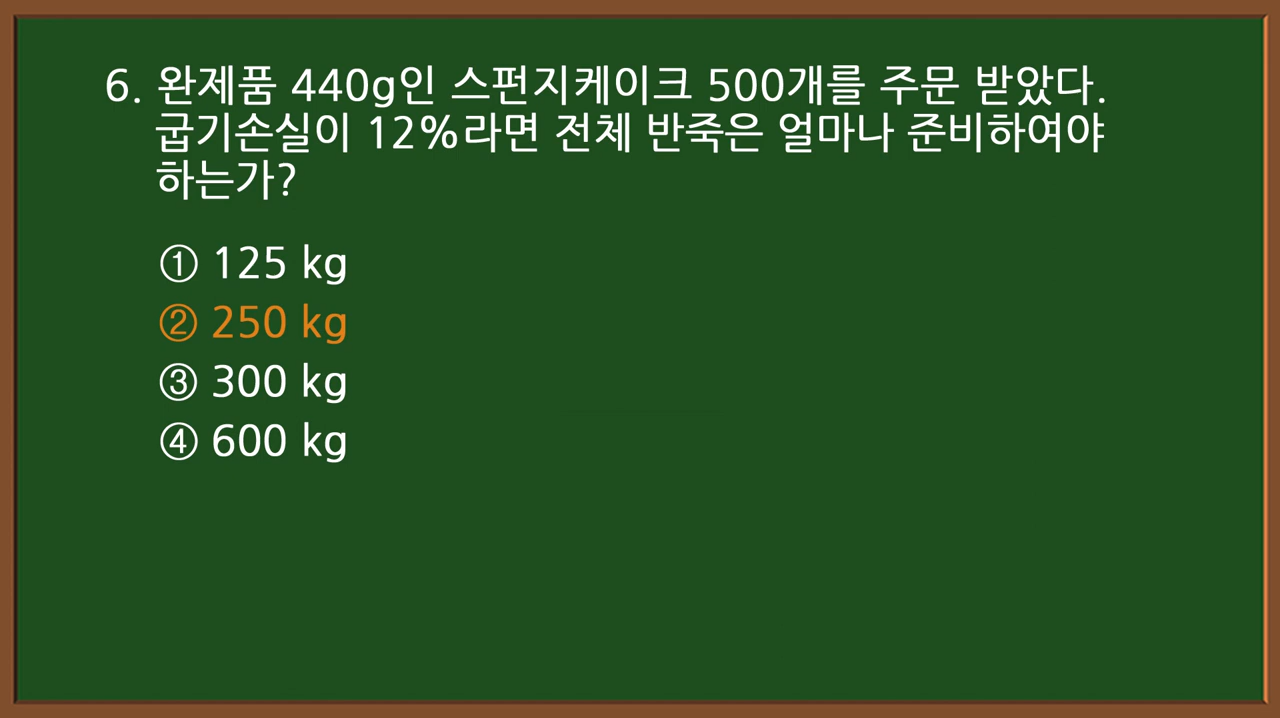 6. 완제품 440g인 스펀지케이크 500개를 주문 받았다.
굽기손실이 12%라면 전체 반죽은 얼마나 준비하여야
하는가?
① 125 kg
② 250 kg
③ 300 kg
④ 600 kg